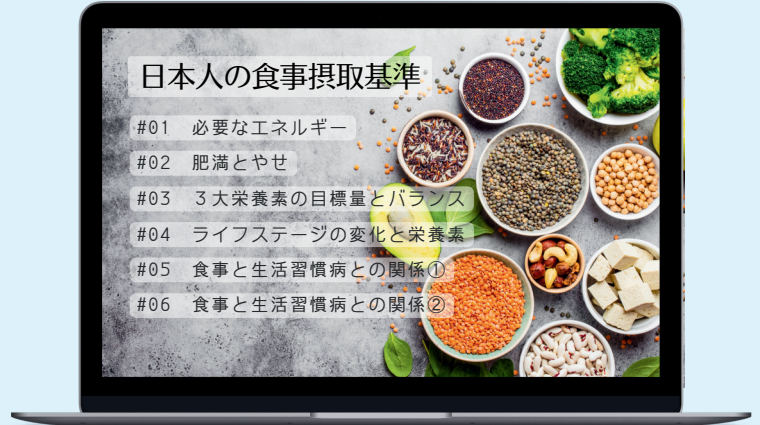 日本人の食事摂取基準
#01 必要なエネルギー
#02 肥満とやせ
#03 ３大栄養素の目標量とバランス
#04 ライフステージの変化と栄養素
#05 食事と生活習慣病との関係①
#06 食事と生活習慣病との関係②